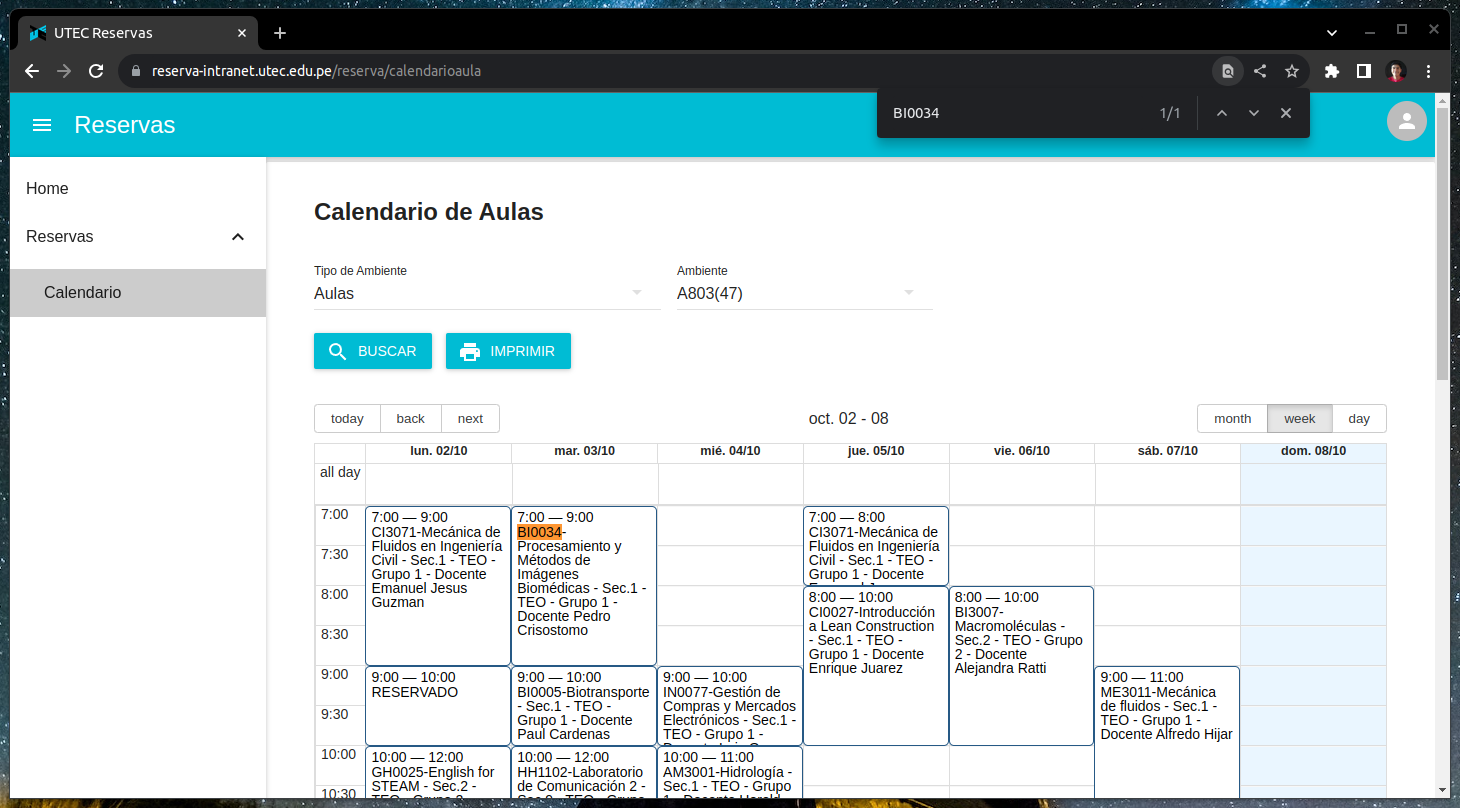 UTEC Reservas
reserva-intranet.utec.edu.pe/reserva/calendarioaula
BI0034
1/1
Reservas
Home
Reservas
Calendario
Calendario de Aulas
Tipo de Ambiente
Aulas
Ambiente
A803(47)
BUSCAR
IMPRIMIR
today
back
next
oct. 02 - 08
month
week
day
lun. 02/10
mar. 03/10
mié. 04/10
jue. 05/10
vie. 06/10
sáb. 07/10
dom. 08/10
all day
7:00
7:30
8:00
8:30
9:00
9:30
10:00
10:30
7:00 — 9:00
CI3071-Mecánica de
Fluidos en Ingeniería
Civil - Sec.1 - TEO -
Grupo 1 - Docente
Emanuel Jesus
Guzman
9:00 — 10:00
RESERVADO
10:00 — 12:00
GH0025-English for
STEAM - Sec.2 -
TEO - Grupo 2 -
7:00 — 9:00
BI0034-
Procesamiento y
Métodos de
Imágenes
Biomédicas - Sec.1 -
TEO - Grupo 1 -
Docente Pedro
Crisostomo
9:00 — 10:00
BI0005-Biotransporte
- Sec.1 - TEO -
Grupo 1 - Docente
Paul Cardenas
10:00 — 12:00
HH1102-Laboratorio
de Comunicación 2 -
9:00 — 10:00
IN0077-Gestión de
Compras y Mercados
Electrónicos - Sec.1 -
TEO - Grupo 1 -
10:00 — 11:00
AM3001-Hidrología -
Sec.1 - TEO - Grupo
7:00 — 8:00
CI3071-Mecánica de
Fluidos en Ingeniería
Civil - Sec.1 - TEO -
Grupo 1 - Docente
8:00 — 10:00
CI0027-Introducción
a Lean Construction
- Sec.1 - TEO -
Grupo 1 - Docente
Enrique Juarez
8:00 — 10:00
BI3007-
Macromoléculas -
Sec.2 - TEO - Grupo
2 - Docente
Alejandra Ratti
9:00 — 11:00
ME3011-Mecánica
de fluidos - Sec.1 -
TEO - Grupo 1 -
Docente Alfredo Hijar